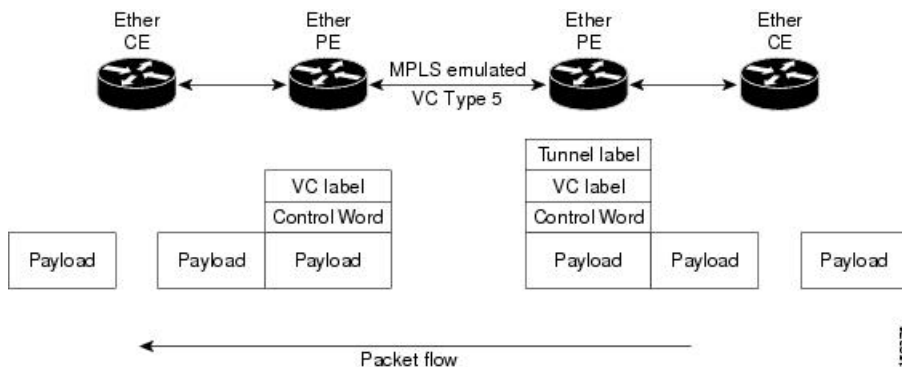 Ether
CE
Ether
PE
Ether
PE
Ether
CE
MPLS emulated
VC Type 5
Tunnel label
VC label
VC label
Control Word
Control Word
Payload
Payload
Payload
Payload
Payload
Payload
Packet flow